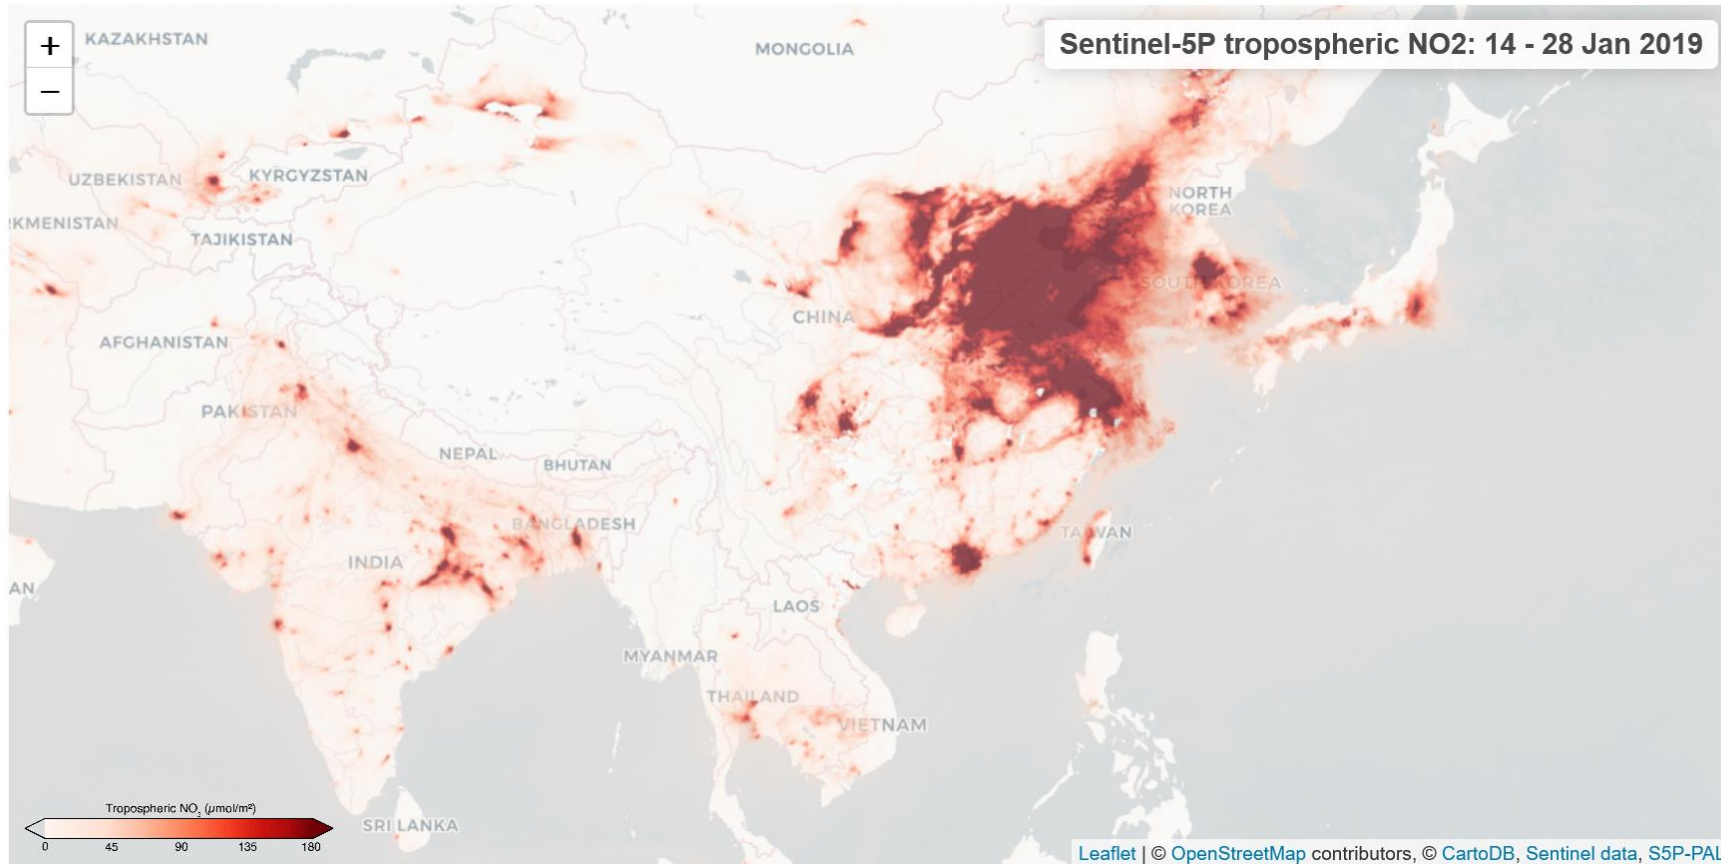 +
−
Sentinel-5P tropospheric NO2: 14 - 28 Jan 2019
KAZAKHSTAN
MONGOLIA
UZBEKISTAN
KYRGYZSTAN
NORTH
KOREA
RKMENISTAN
TAJIKISTAN
SOUTH KOREA
CHINA
AFGHANISTAN
PAKISTAN
NEPAL
BHUTAN
BANGLADESH
TAIWAN
INDIA
AN
LAOS
MYANMAR
THAILAND
VIETNAM
SRI LANKA
Tropospheric NO2 (µmol/m²)
0 45 90 135 180
Leaflet | © OpenStreetMap contributors, © CartoDB, Sentinel data, S5P-PAL